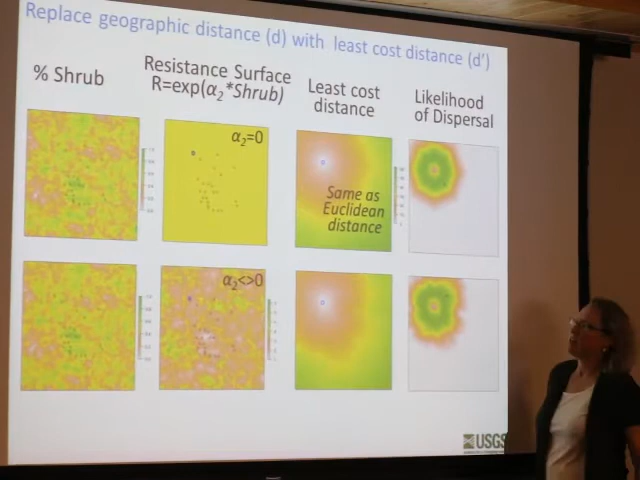 Replace geographic distance (d) with least cost distance (d')
% Shrub
Resistance Surface
R=exp(α₂*Shrub)
Least cost
distance
Likelihood
of Dispersal
α₂=0
Same as
Euclidean
distance
α₂<>0
USGS